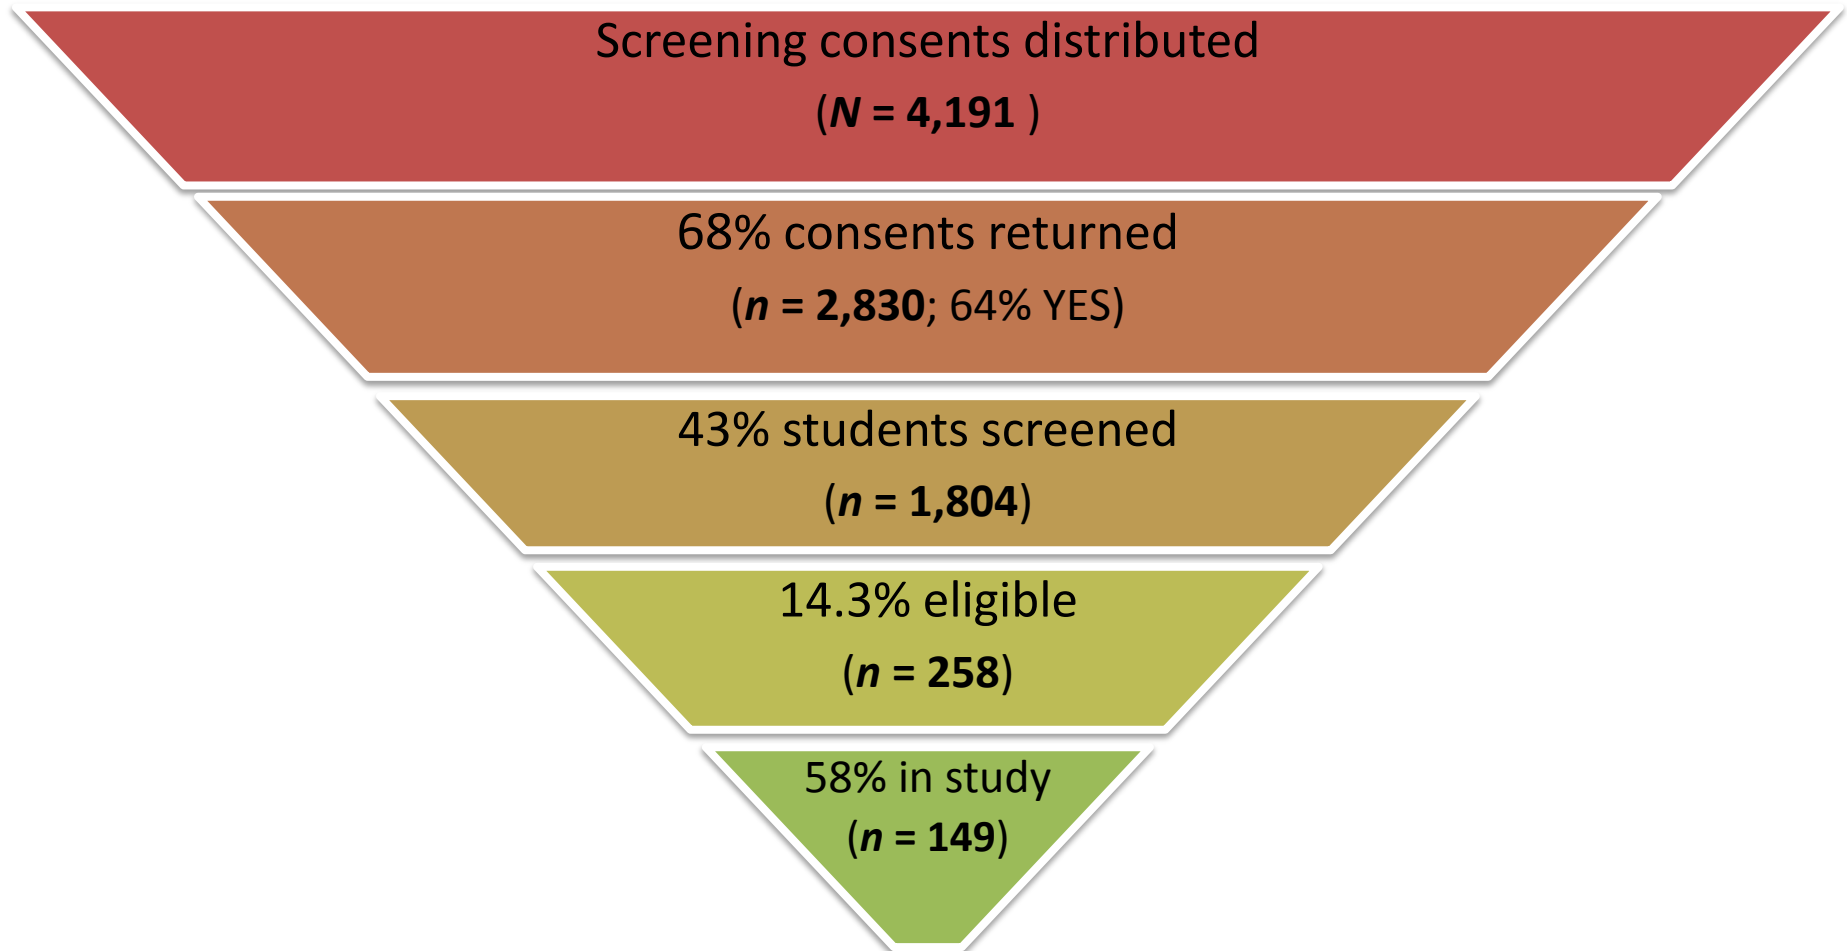 Screening consents distributed
(N = 4,191 )
68% consents returned
(n = 2,830; 64% YES)
43% students screened
(n = 1,804)
14.3% eligible
(n = 258)
58% in study
(n = 149)